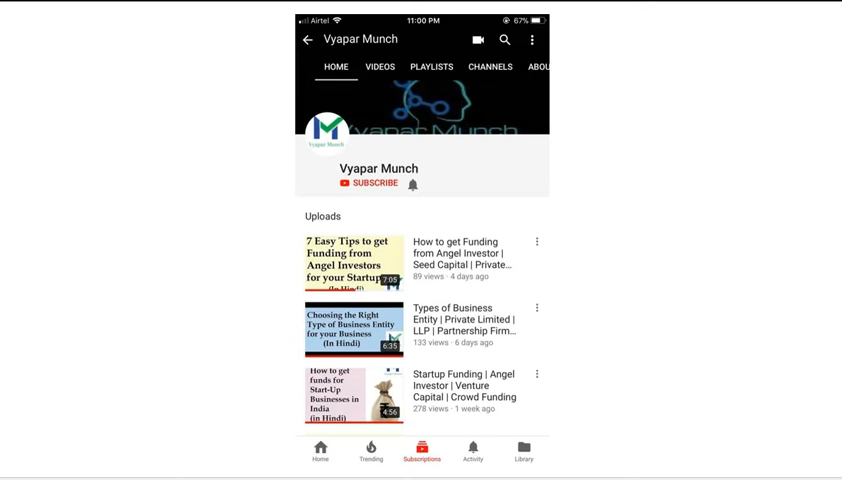 Airtel 11:00 PM 67%
Vyapar Munch
HOME VIDEOS PLAYLISTS CHANNELS ABOU
Vyapar Munch
Vyapar Munch
Vyapar Munch
SUBSCRIBE
Uploads
7 Easy Tips to get
Funding from
Angel Investors
for your Startup
(In Hindi)
7:05
How to get Funding
from Angel Investor |
Seed Capital | Private...
89 views · 4 days ago
Choosing the Right
Type of Business Entity
for your Business
(In Hindi)
6:35
Types of Business
Entity | Private Limited |
LLP | Partnership Firm...
133 views · 6 days ago
How to get
funds for
Start-Up
Businesses in
India
(in Hindi)
4:56
Startup Funding | Angel
Investor | Venture
Capital | Crowd Funding
278 views · 1 week ago
Home Trending Subscriptions Activity Library